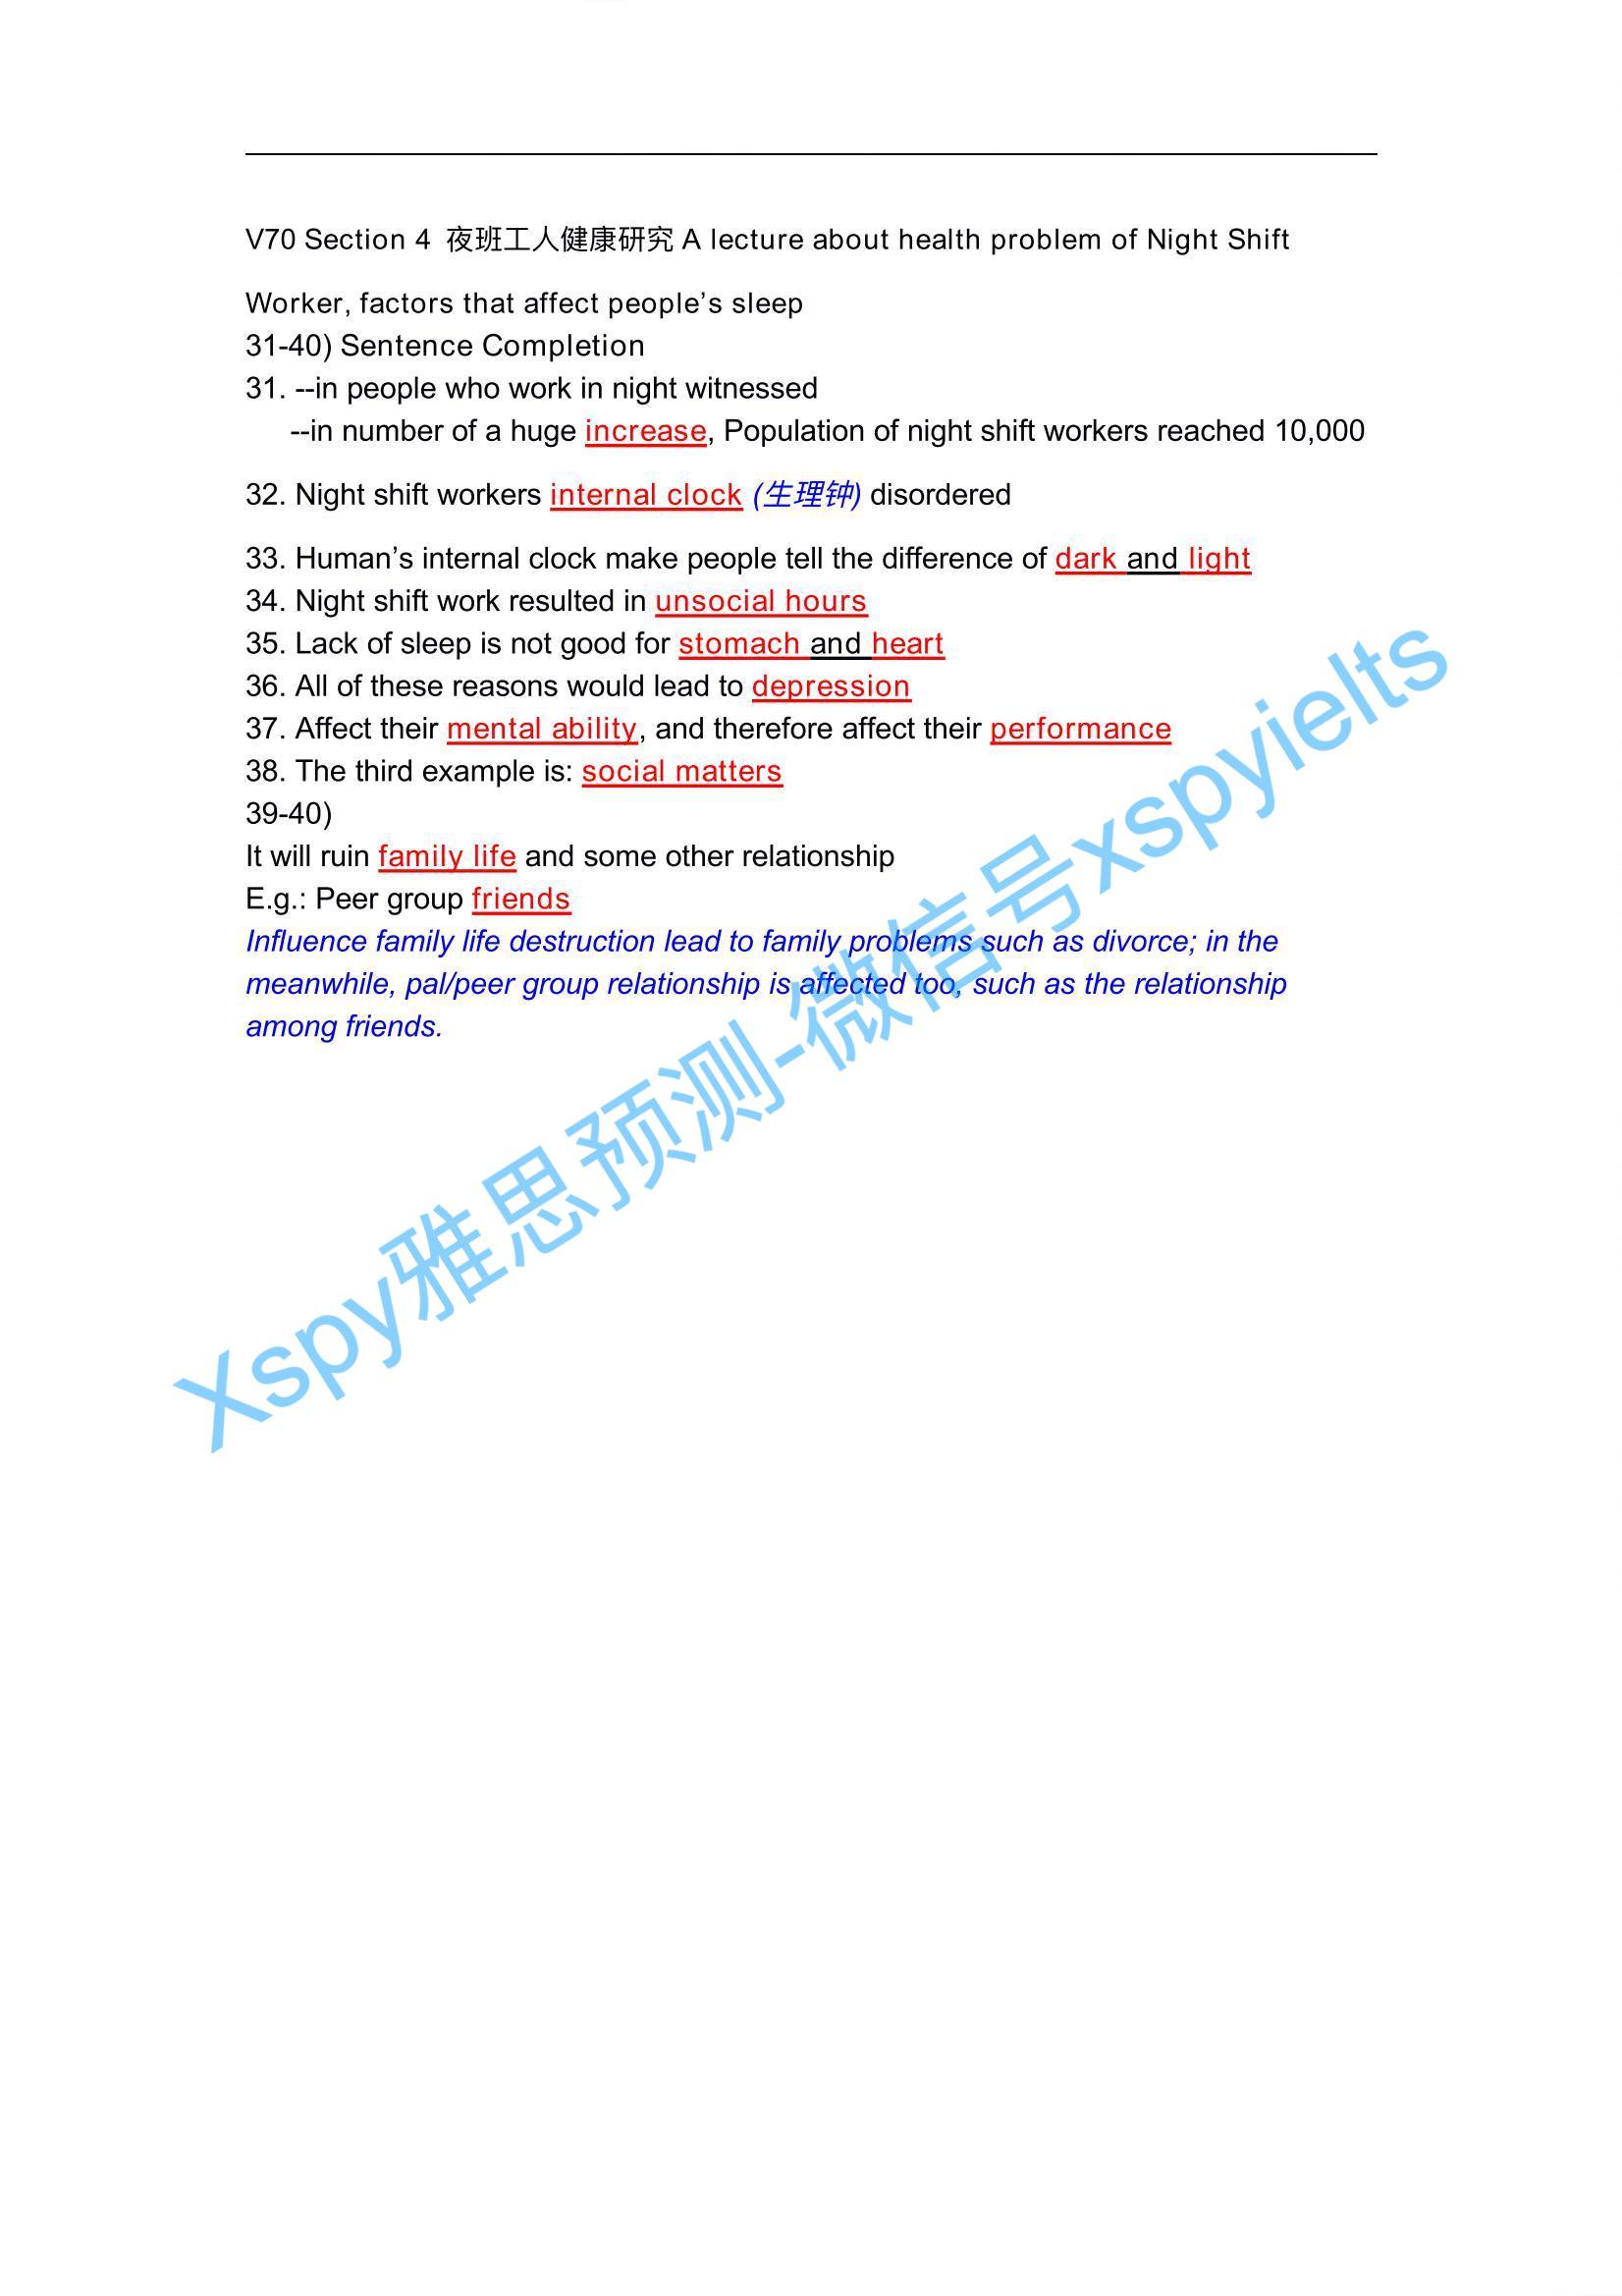 V70 Section 4 夜班工人健康研究 A lecture about health problem of Night Shift
Worker, factors that affect people’s sleep
31-40) Sentence Completion
31. --in people who work in night witnessed
--in number of a huge increase, Population of night shift workers reached 10,000
32. Night shift workers internal clock (生理钟) disordered
33. Human’s internal clock make people tell the difference of dark and light
34. Night shift work resulted in unsocial hours
35. Lack of sleep is not good for stomach and heart
36. All of these reasons would lead to depression
37. Affect their mental ability, and therefore affect their performance
38. The third example is: social matters
39-40)
It will ruin family life and some other relationship
E.g.: Peer group friends
Influence family life destruction lead to family problems such as divorce; in the
meanwhile, pal/peer group relationship is affected too, such as the relationship
among friends.
Xspy雅思预测-微信号xspyielts